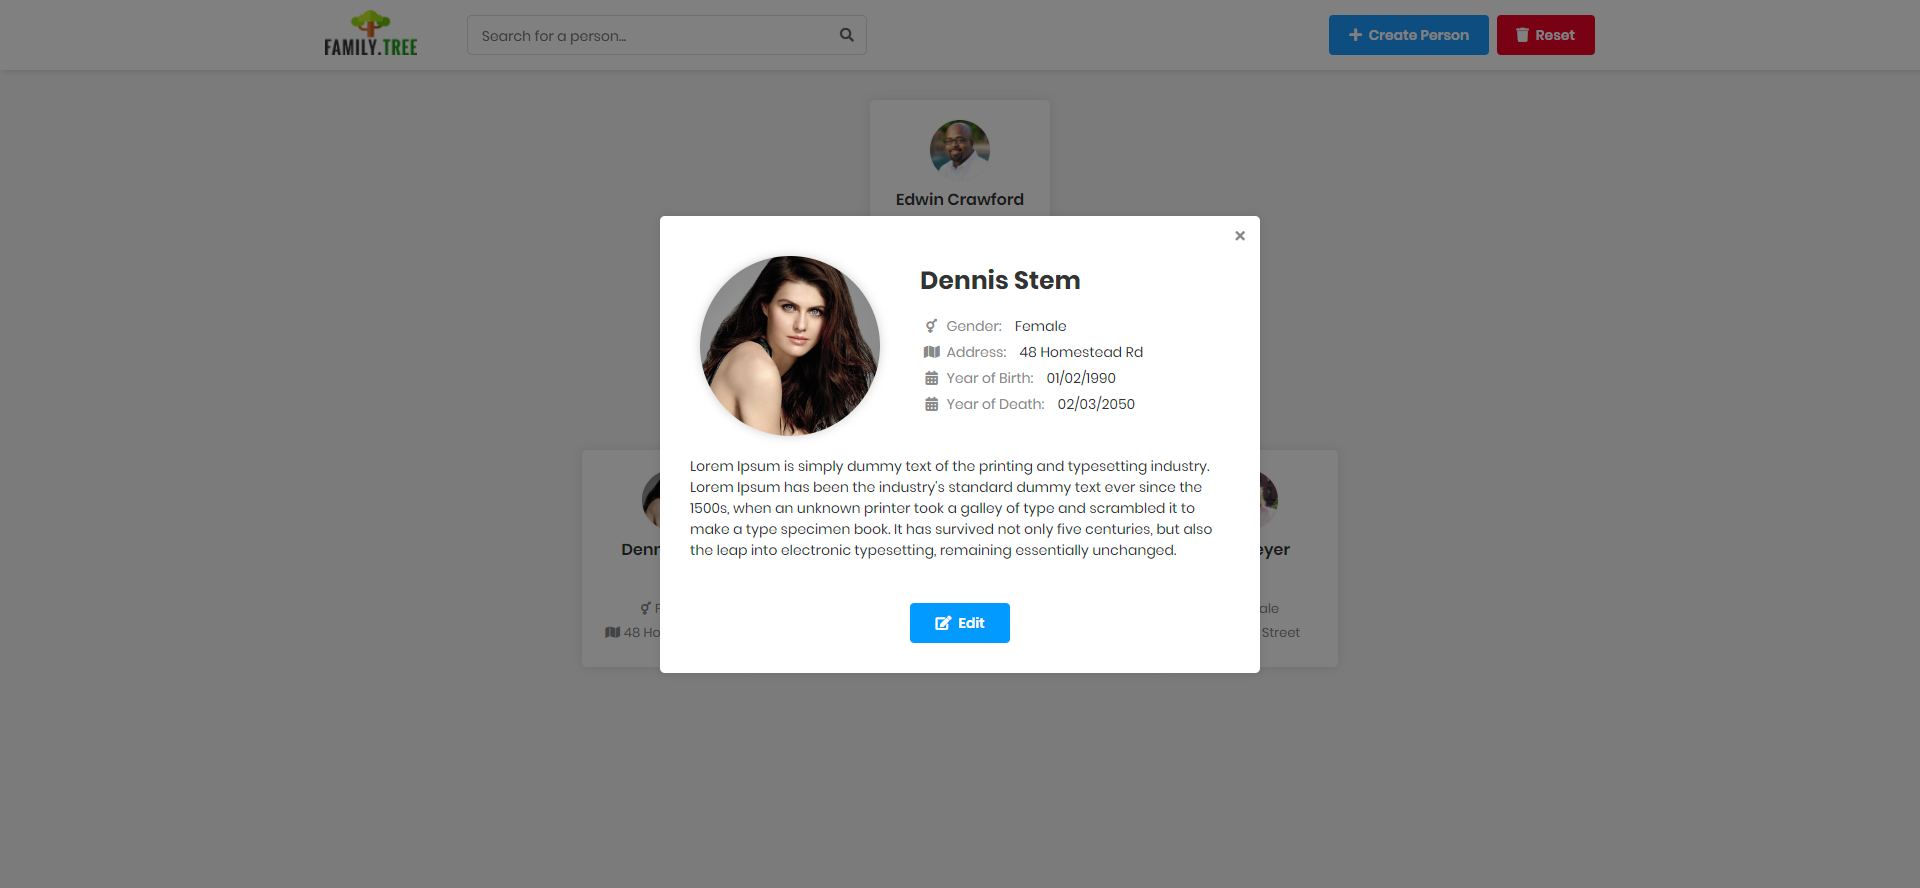 FAMILY.TREE
Search for a person...
Create Person
Reset
Edwin Crawford
Dennis Stem
Gender: Female
Address: 48 Homestead Rd
Year of Birth: 01/02/1990
Year of Death: 02/03/2050
Lorem Ipsum is simply dummy text of the printing and typesetting industry.
Lorem Ipsum has been the industry's standard dummy text ever since the
1500s, when an unknown printer took a galley of type and scrambled it to
make a type specimen book. It has survived not only five centuries, but also
the leap into electronic typesetting, remaining essentially unchanged.
Edit
Denn
48 Ho
eyer
ale
Street